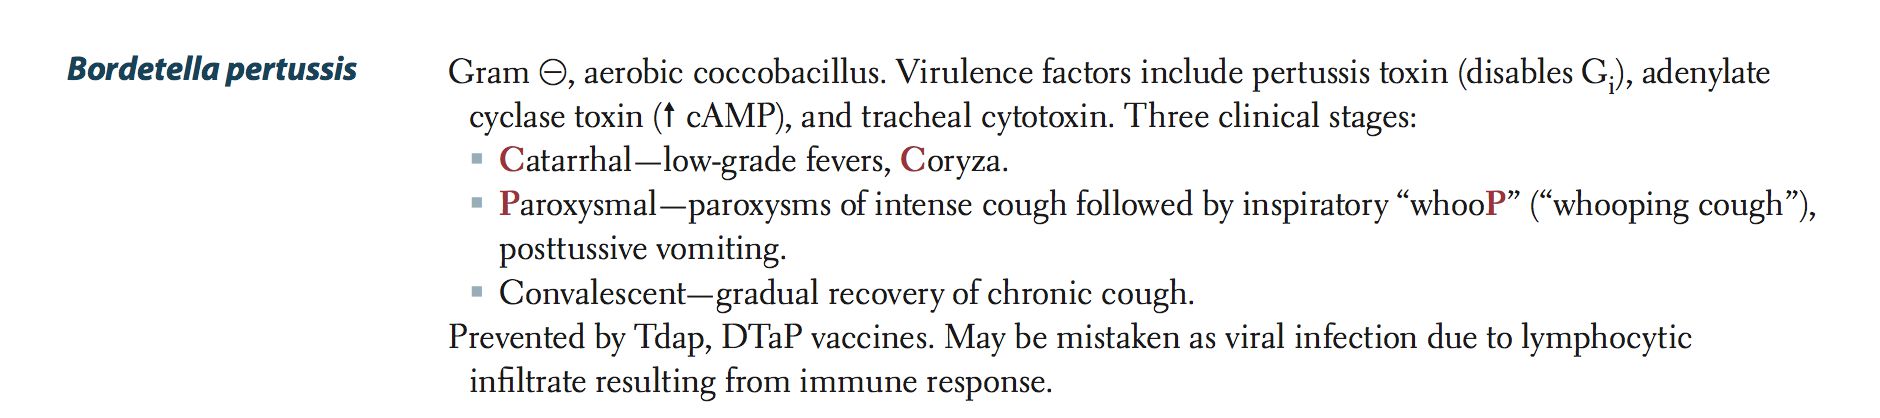 Bordetella pertussis
Gram ⊖, aerobic coccobacillus. Virulence factors include pertussis toxin (disables Gi), adenylate
cyclase toxin (↑ cAMP), and tracheal cytotoxin. Three clinical stages:
▪ Catarrhal—low-grade fevers, Coryza.
▪ Paroxysmal—paroxysms of intense cough followed by inspiratory “whooP” (“whooping cough”),
posttussive vomiting.
▪ Convalescent—gradual recovery of chronic cough.
Prevented by Tdap, DTaP vaccines. May be mistaken as viral infection due to lymphocytic
infiltrate resulting from immune response.